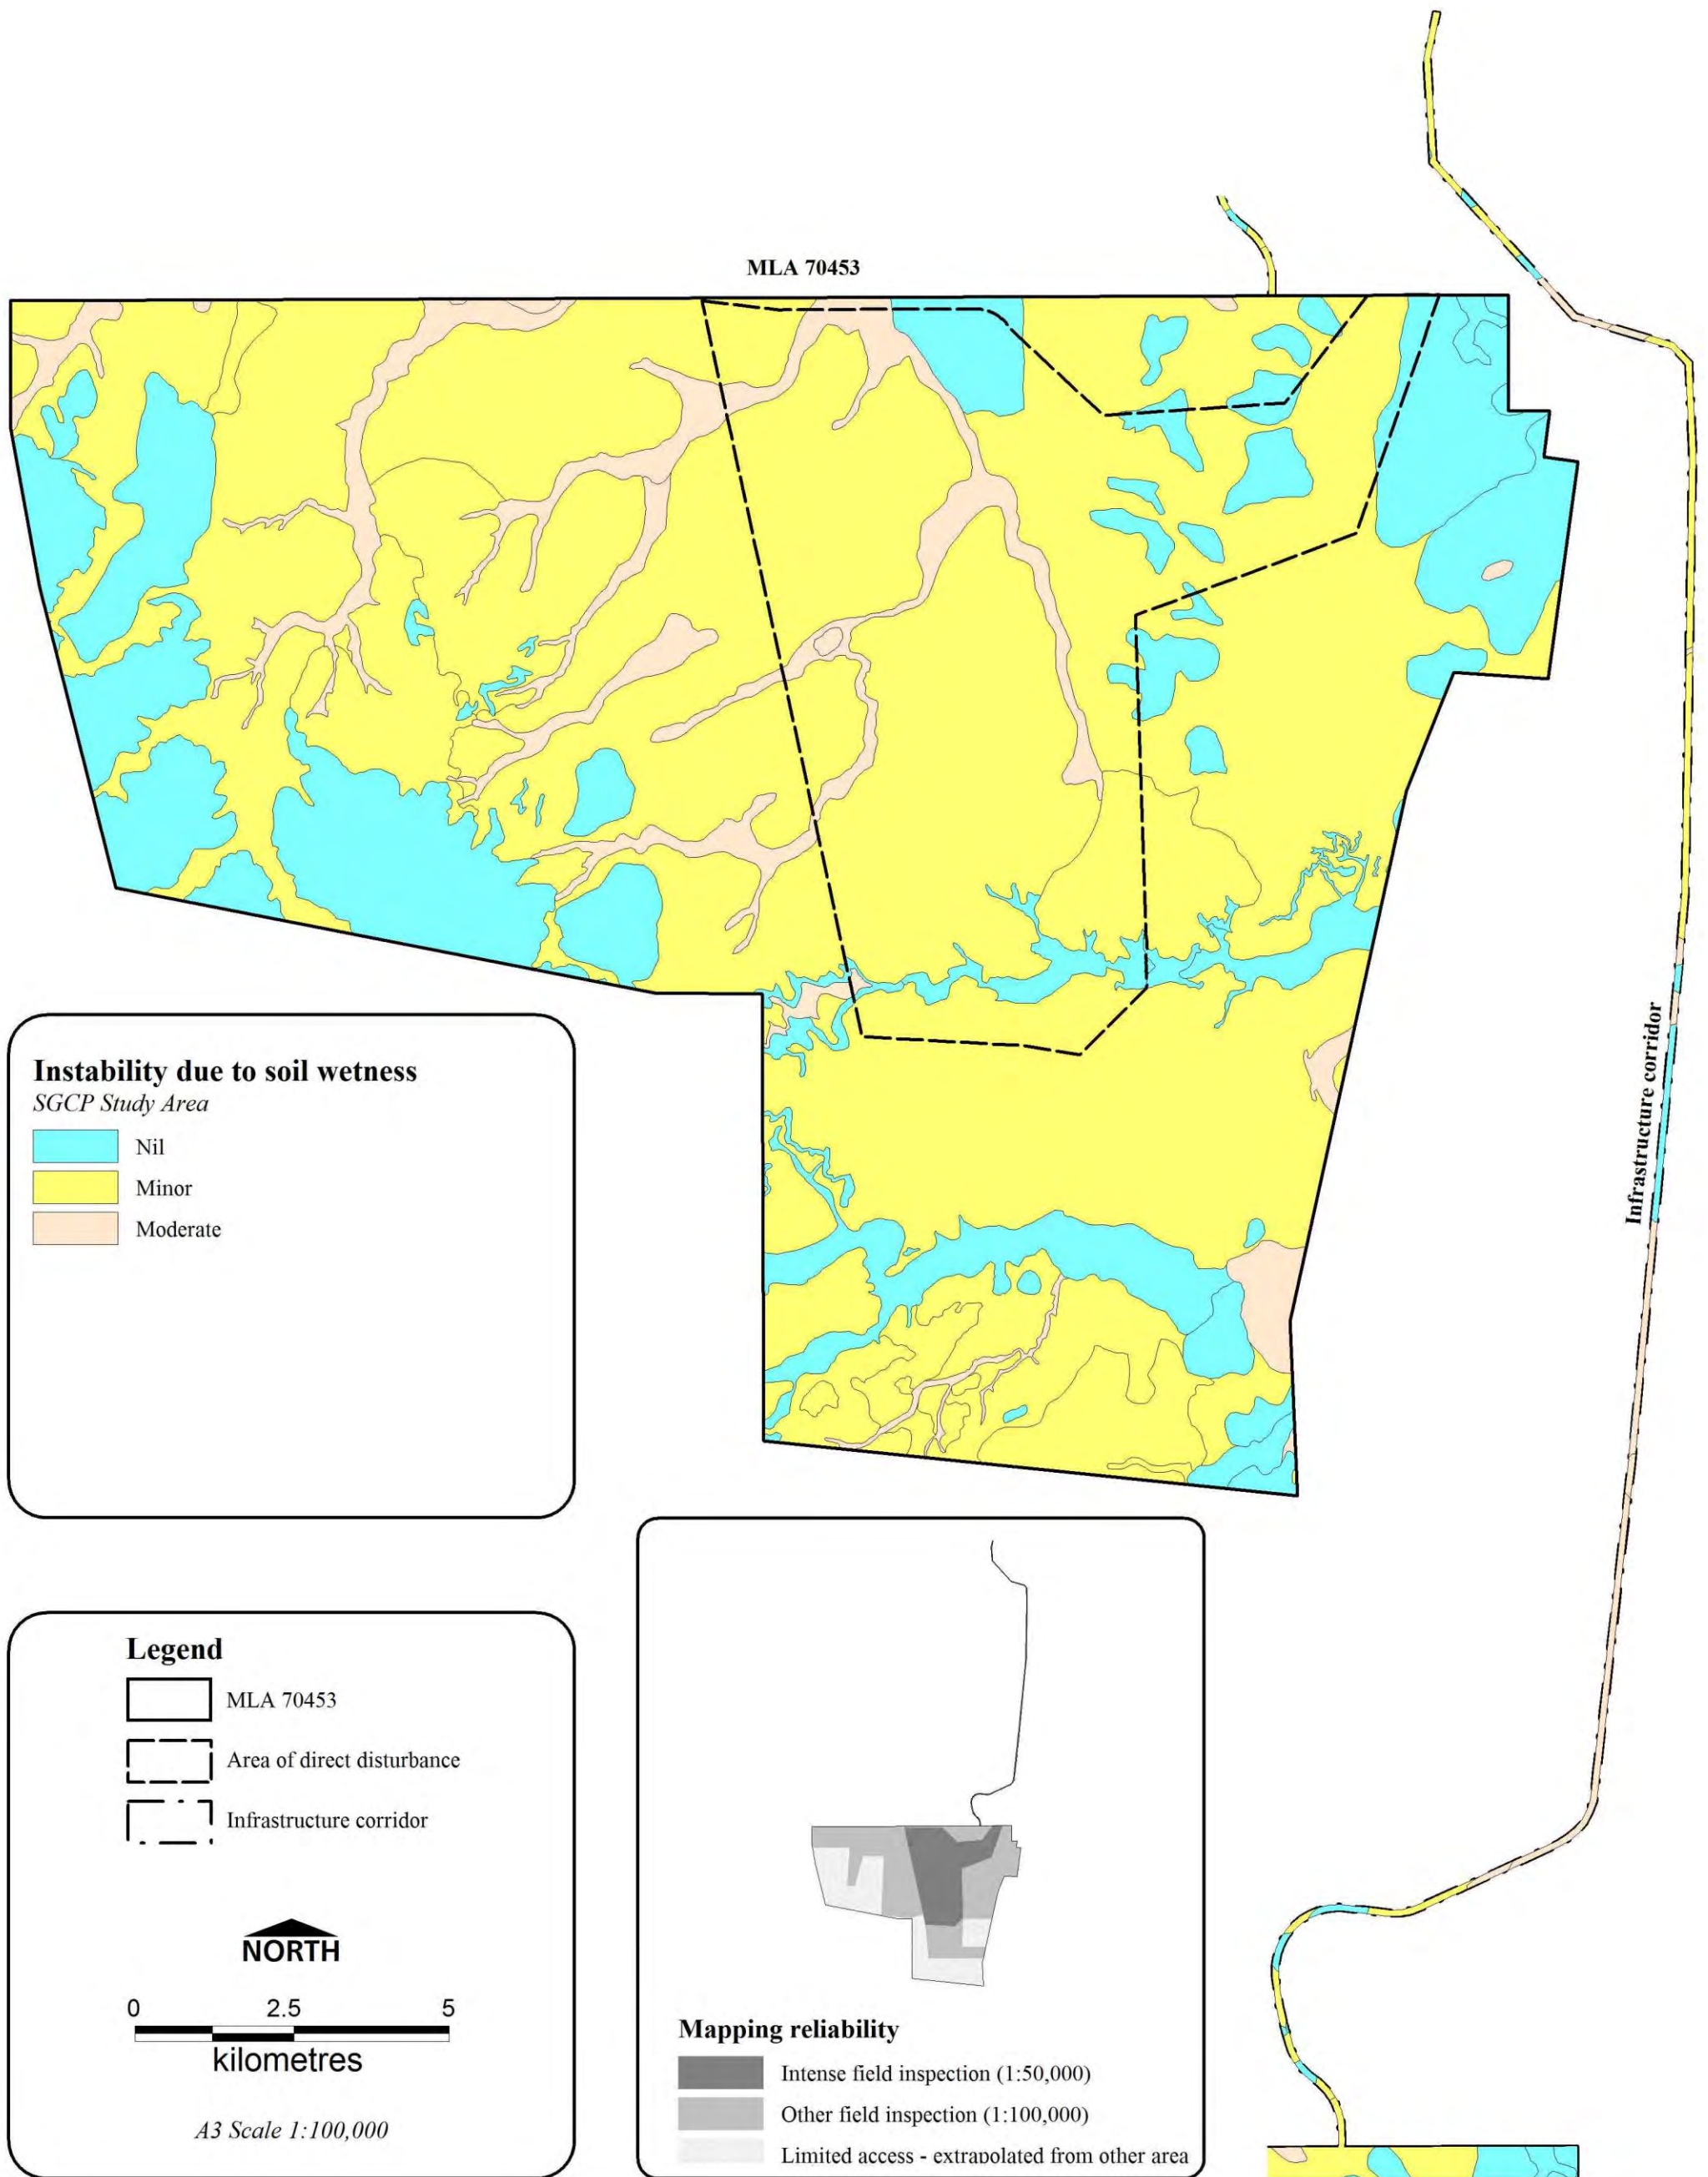 MLA 70453
Infrastructure corridor
Instability due to soil wetness
SGCP Study Area
Nil
Minor
Moderate
Legend
MLA 70453
Area of direct disturbance
Infrastructure corridor
NORTH
0 2.5 5
kilometres
A3 Scale 1:100,000
Mapping reliability
Intense field inspection (1:50,000)
Other field inspection (1:100,000)
Limited access - extrapolated from other area